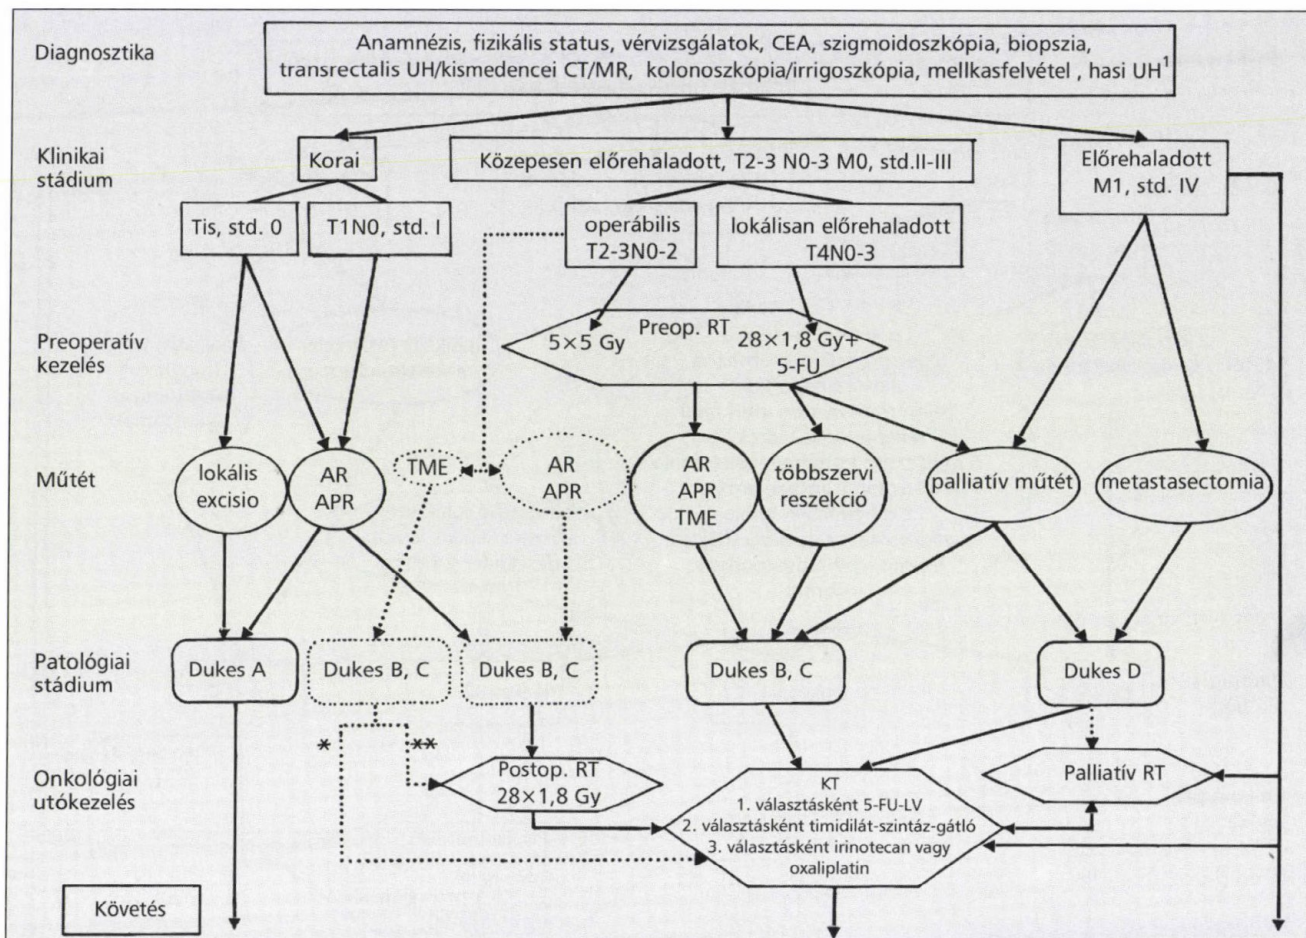 Diagnosztika
Anamnézis, fizikális status, vérvizsgálatok, CEA, szigmoidoszkópia, biopszia,
transrectalis UH/kismedencei CT/MR, kolonoszkópia/irrigoszkópia, mellkasfelvétel , hasi UH¹
Klinikai
stádium
Korai
Közepesen előrehaladott, T2-3 N0-3 M0, std.II-III
Előrehaladott
M1, std. IV
Tis, std. 0
T1N0, std. I
operábilis
T2-3N0-2
lokálisan előrehaladott
T4N0-3
Preoperatív
kezelés
Preop. RT
5×5 Gy
28×1,8 Gy+
5-FU
Műtét
lokális
excisio
AR
APR
TME
AR
APR
AR
APR
TME
többszervi
reszekció
palliatív műtét
metastasectomia
Patológiai
stádium
Dukes A
Dukes B, C
Dukes B, C
Dukes B, C
Dukes D
*
**
Onkológiai
utókezelés
Postop. RT
28×1,8 Gy
KT
1. választásként 5-FU-LV
2. választásként timidilát-szintáz-gátló
3. választásként irinotecan vagy
oxaliplatin
Palliatív RT
Követés